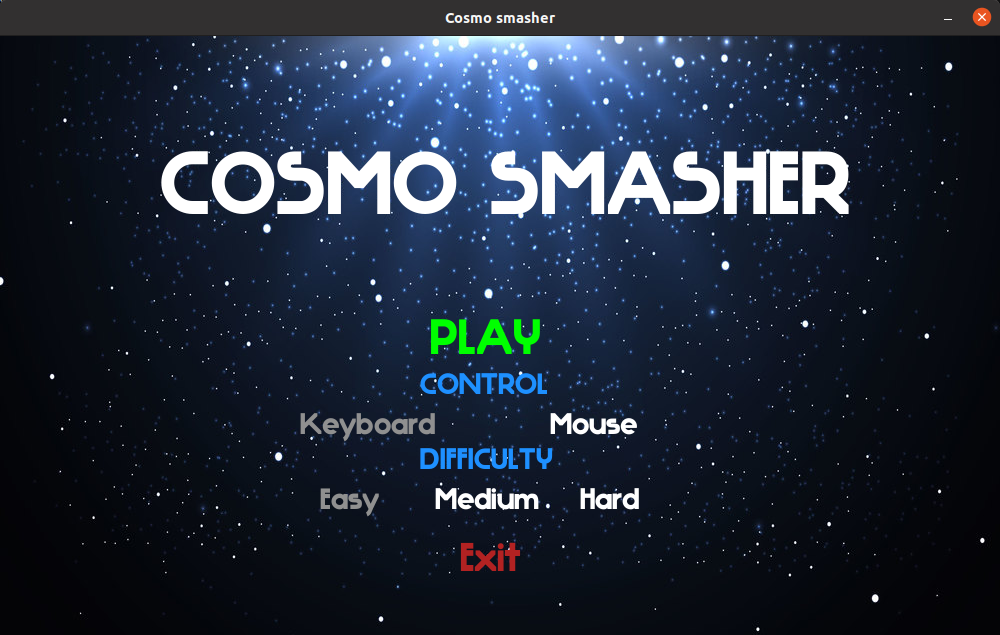 Cosmo smasher
COSMO SMASHER
PLAY
CONTROL
Keyboard Mouse
DIFFICULTY
Easy Medium Hard
Exit